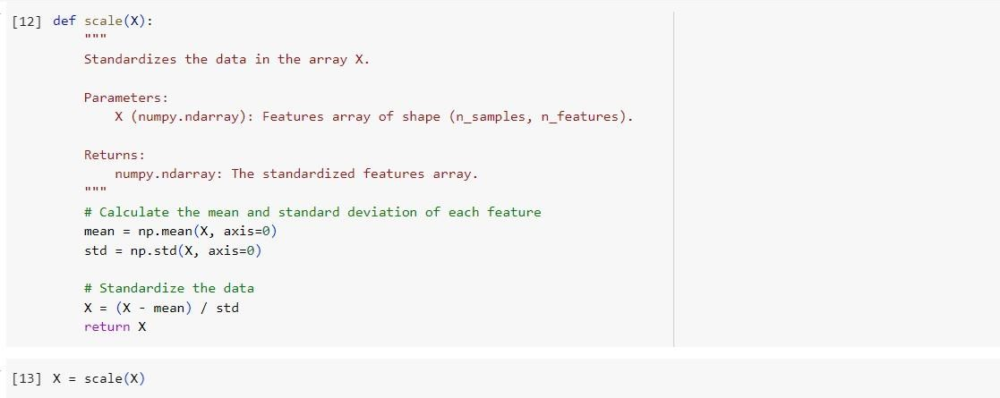 [12] def scale(X):
"""
Standardizes the data in the array X.
Parameters:
X (numpy.ndarray): Features array of shape (n_samples, n_features).
Returns:
numpy.ndarray: The standardized features array.
"""
# Calculate the mean and standard deviation of each feature
mean = np.mean(X, axis=0)
std = np.std(X, axis=0)
# Standardize the data
X = (X - mean) / std
return X
[13] X = scale(X)